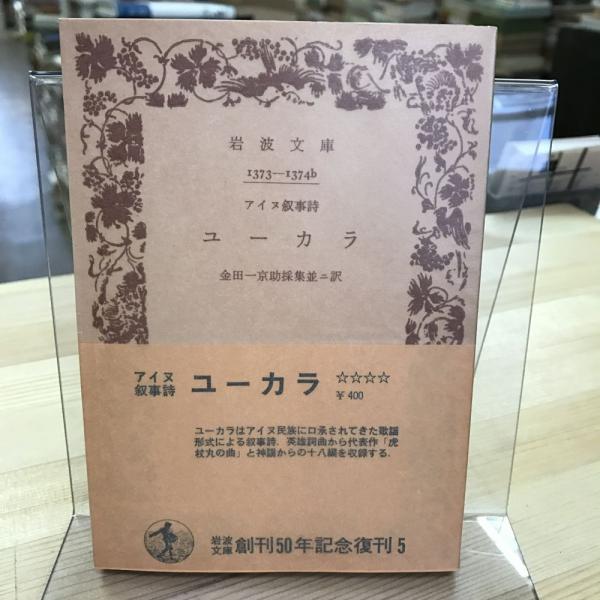 岩波文庫
1373—1374b
アイヌ叙事詩
ユーカラ
金田一京助採集並ニ訳
アイヌ
叙事詩 ユーカラ ☆☆☆☆
¥400
ユーカラはアイヌ民族に口承されてきた歌謡
形式による叙事詩．英雄詞曲から代表作「虎
杖丸の曲」と神謡からの十八編を収録する．
岩波
文庫 創刊50年記念復刊5